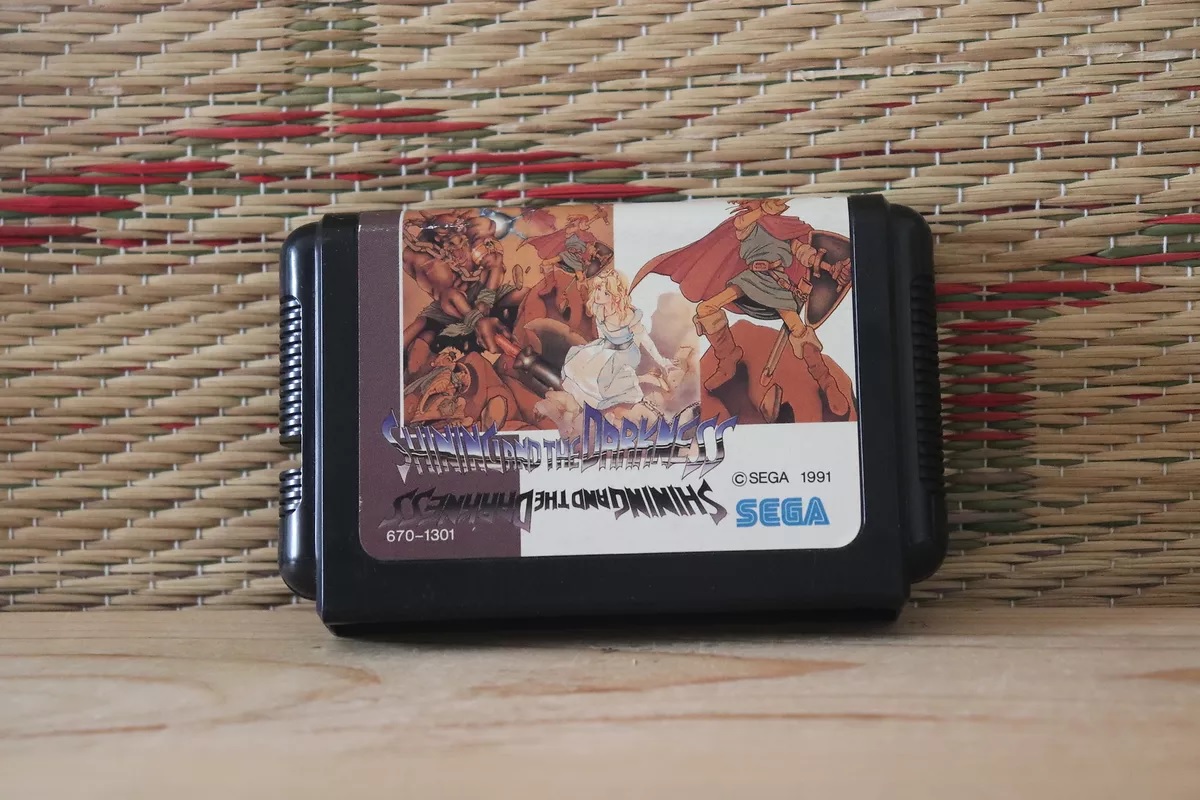 SHINING AND THE DARKNESS
SHINING AND THE DARKNESS
© SEGA 1991
SEGA
670-1301